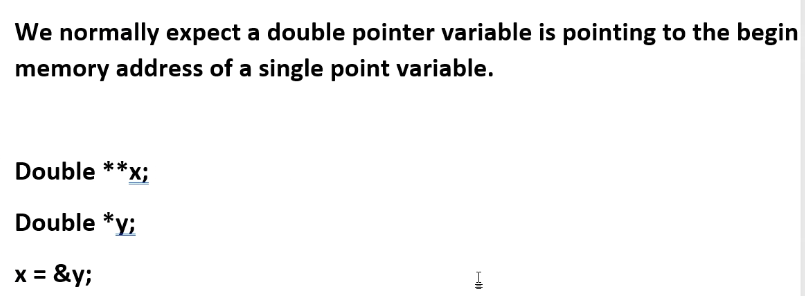 We normally expect a double pointer variable is pointing to the begin
memory address of a single point variable.
Double **x;
Double *y;
x = &y;